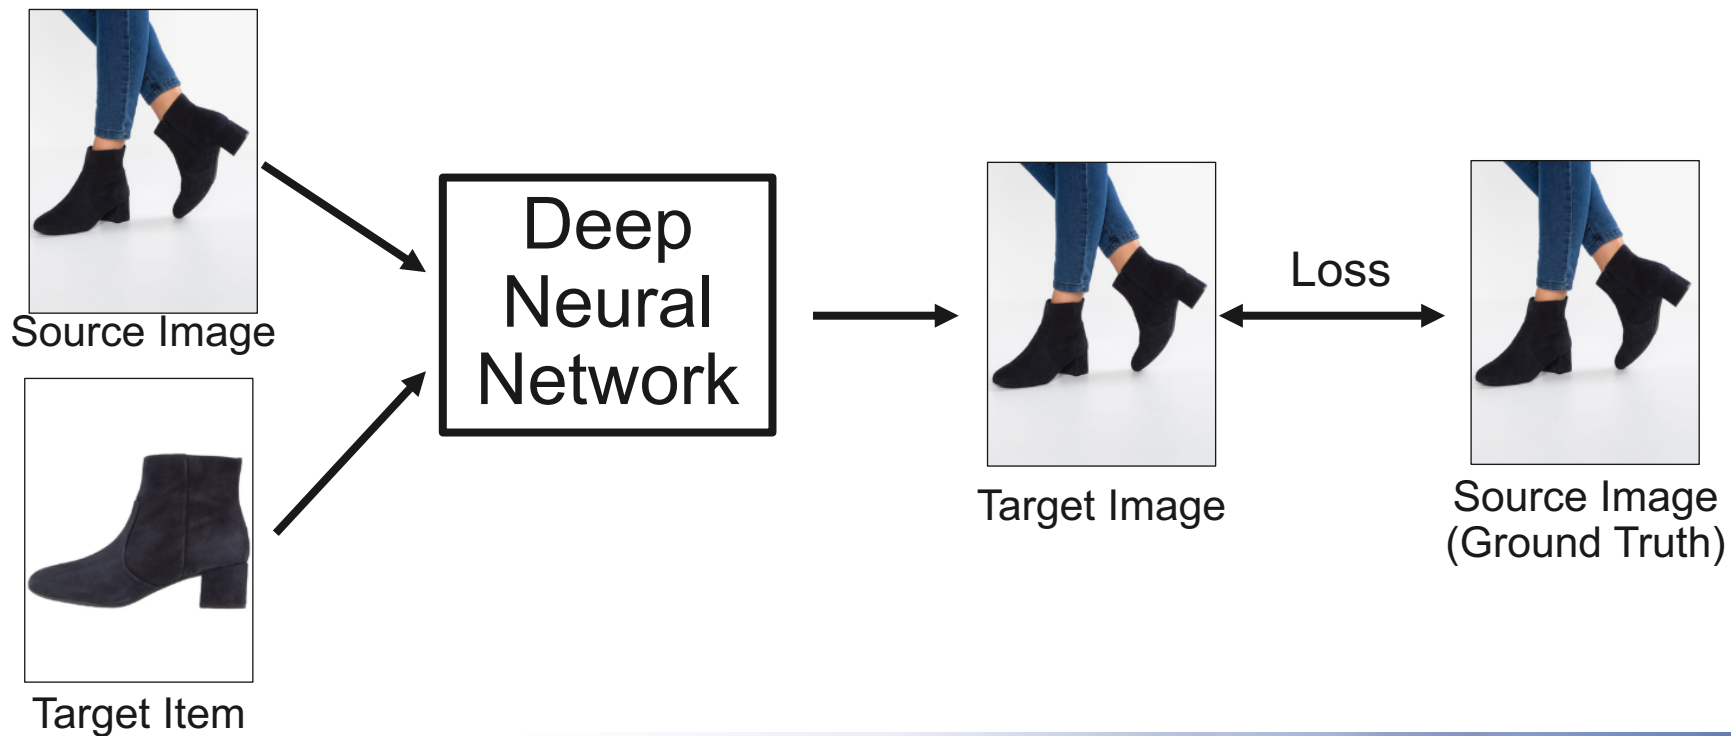 Source Image
Target Item
Deep
Neural
Network
Target Image
Loss
Source Image
(Ground Truth)